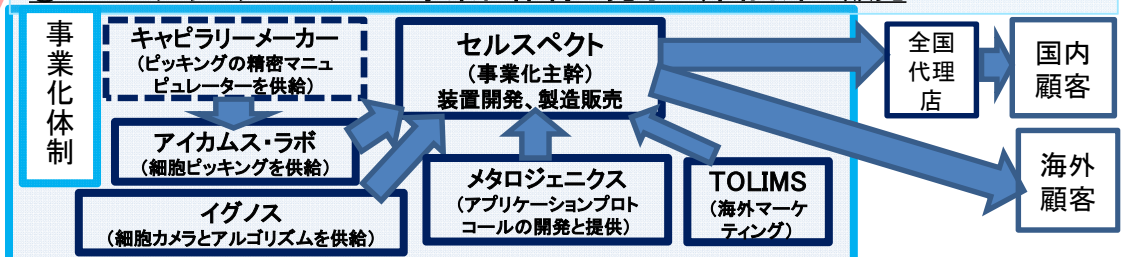 事業化体制
キャピラリーメーカー
(ピッキングの精密マニュ
ピュレーターを供給)
セルスペクト
(事業化主幹)
装置開発、製造販売
全国
代理
店
国内
顧客
アイカムス・ラボ
(細胞ピッキングを供給)
メタロジェニクス
(アプリケーションプロト
コールの開発と提供)
TOLIMS
(海外マーケ
ティング)
海外
顧客
イグノス
(細胞カメラとアルゴリズムを供給)